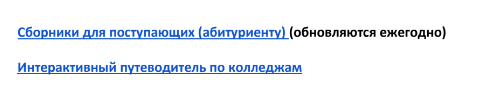 Сборники для поступающих (абитуриенту) (обновляются ежегодно)
Интерактивный путеводитель по колледжам